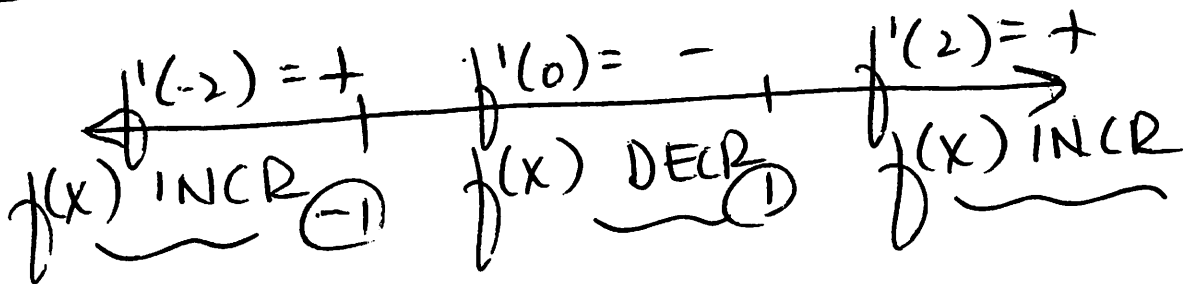 f'(-2) = + f'(0) = - f'(2) = +
f(x) INCR -1 f(x) DECR 1 f(x) INCR